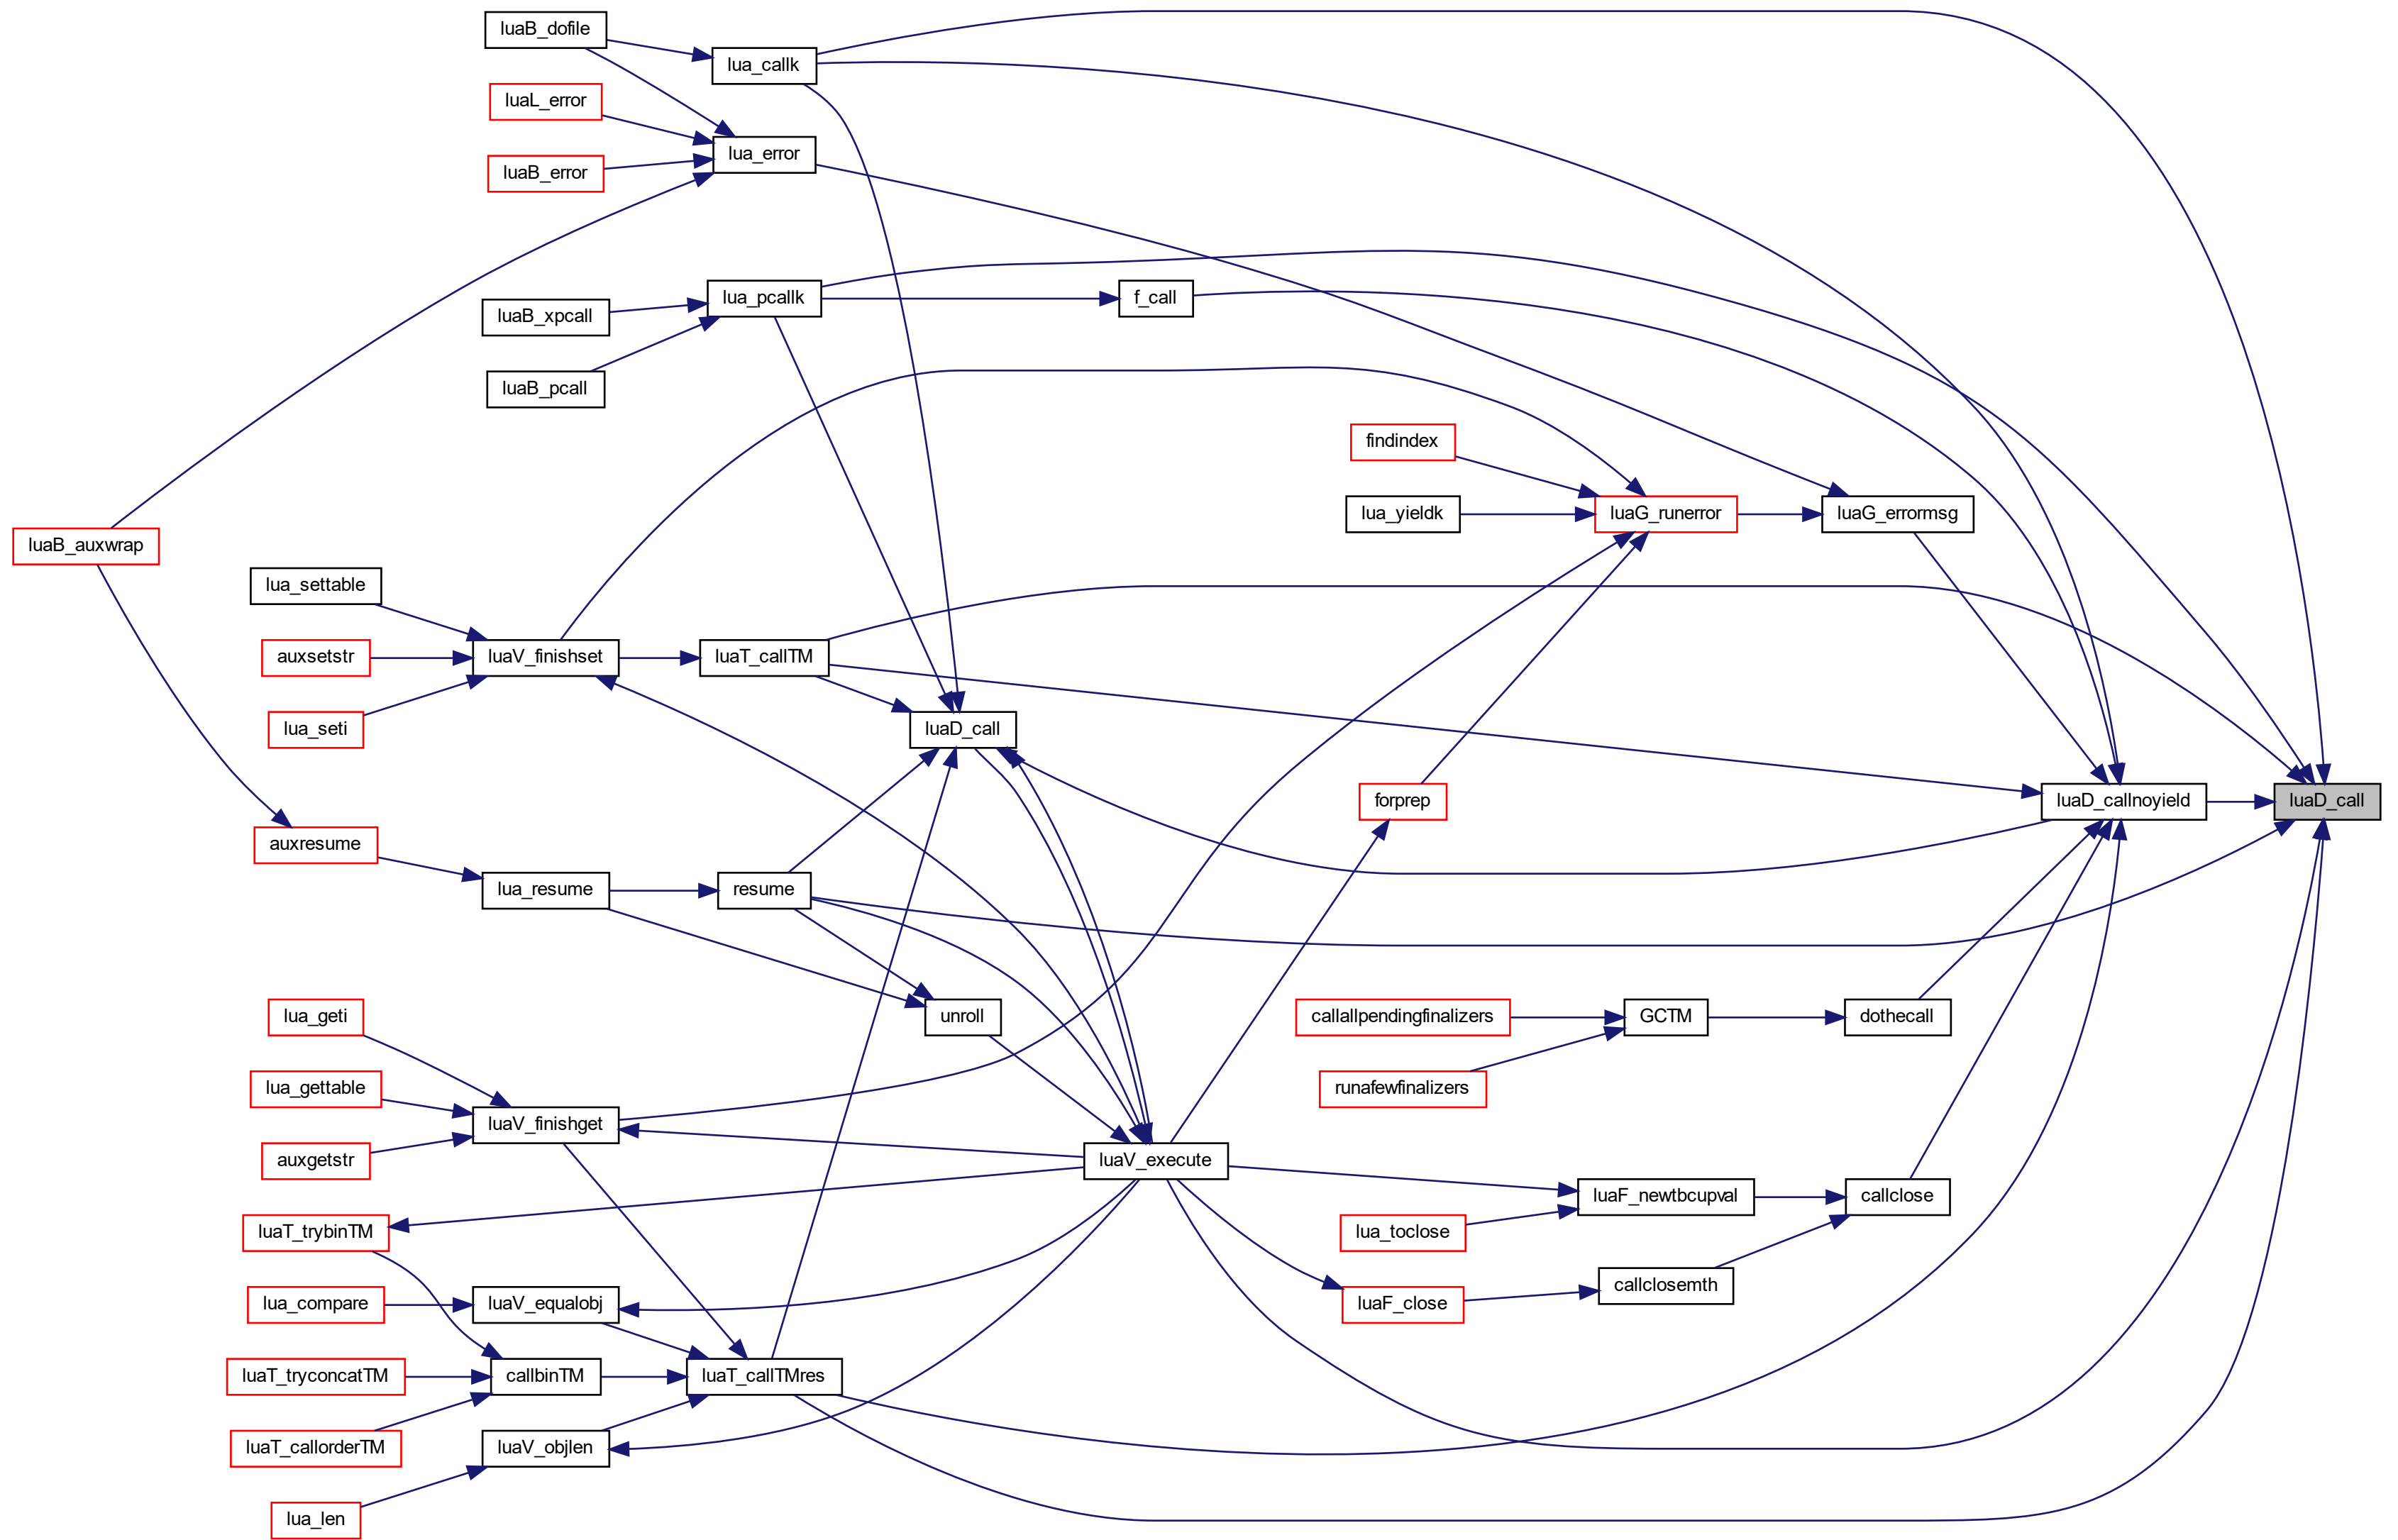 luaB_dofile
lua_callk
luaL_error
lua_error
luaB_error
lua_pcallk
f_call
luaB_xpcall
luaB_pcall
findindex
lua_yieldk
luaG_runerror
luaG_errormsg
luaB_auxwrap
lua_settable
auxsetstr
luaV_finishset
luaT_callTM
lua_seti
luaD_call
forprep
luaD_callnoyield
luaD_call
auxresume
lua_resume
resume
lua_geti
unroll
callallpendingfinalizers
GCTM
dothecall
lua_gettable
runafewfinalizers
luaV_finishget
auxgetstr
luaV_execute
luaF_newtbcupval
callclose
luaT_trybinTM
lua_toclose
callclosemth
lua_compare
luaV_equalobj
luaF_close
luaT_tryconcatTM
callbinTM
luaT_callTMres
luaT_callorderTM
luaV_objlen
lua_len